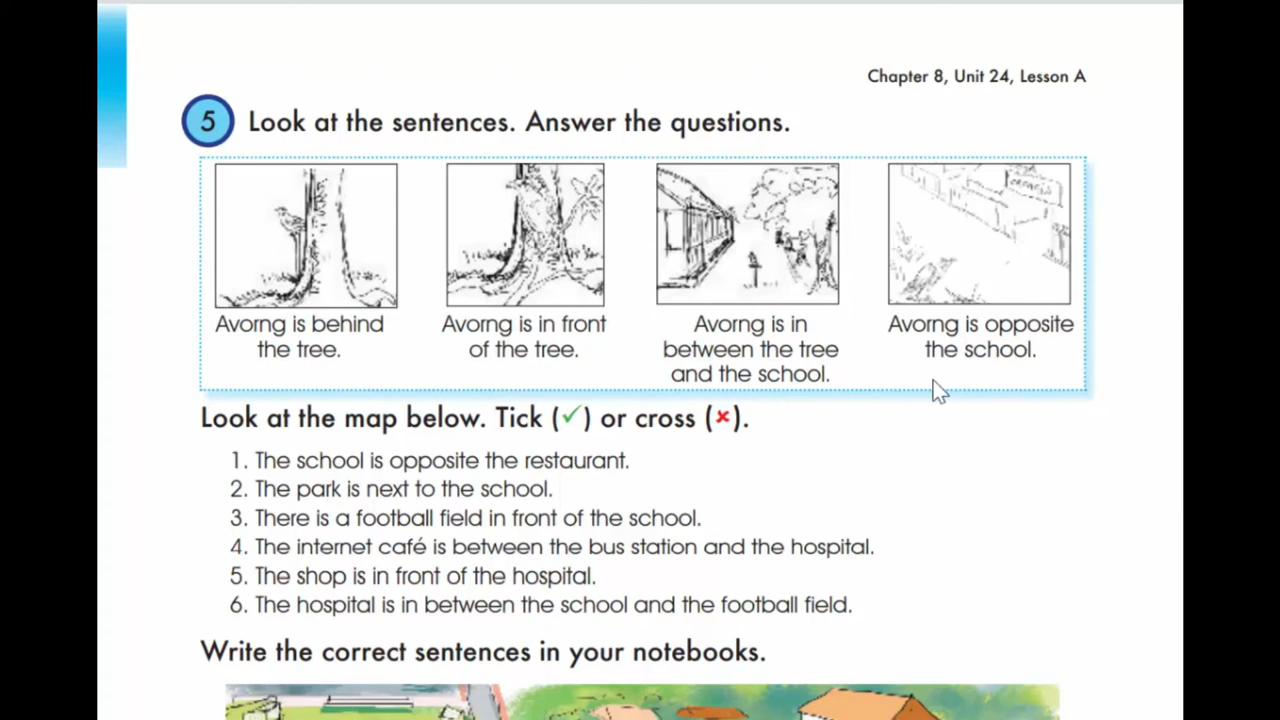 Chapter 8, Unit 24, Lesson A
5 Look at the sentences. Answer the questions.
Avorng is behind
the tree.
Avorng is in front
of the tree.
Avorng is in
between the tree
and the school.
Avorng is opposite
the school.
Look at the map below. Tick (✓) or cross (✗).
1. The school is opposite the restaurant.
2. The park is next to the school.
3. There is a football field in front of the school.
4. The internet café is between the bus station and the hospital.
5. The shop is in front of the hospital.
6. The hospital is in between the school and the football field.
Write the correct sentences in your notebooks.